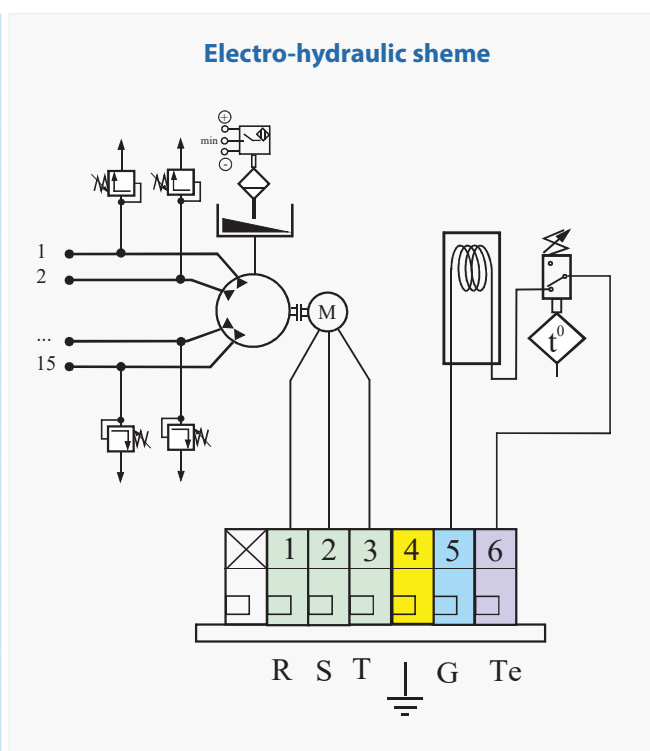 Electro-hydraulic sheme
+
min
-
1
2
...
15
M
t⁰
1 2 3 4 5 6
R S T G Te